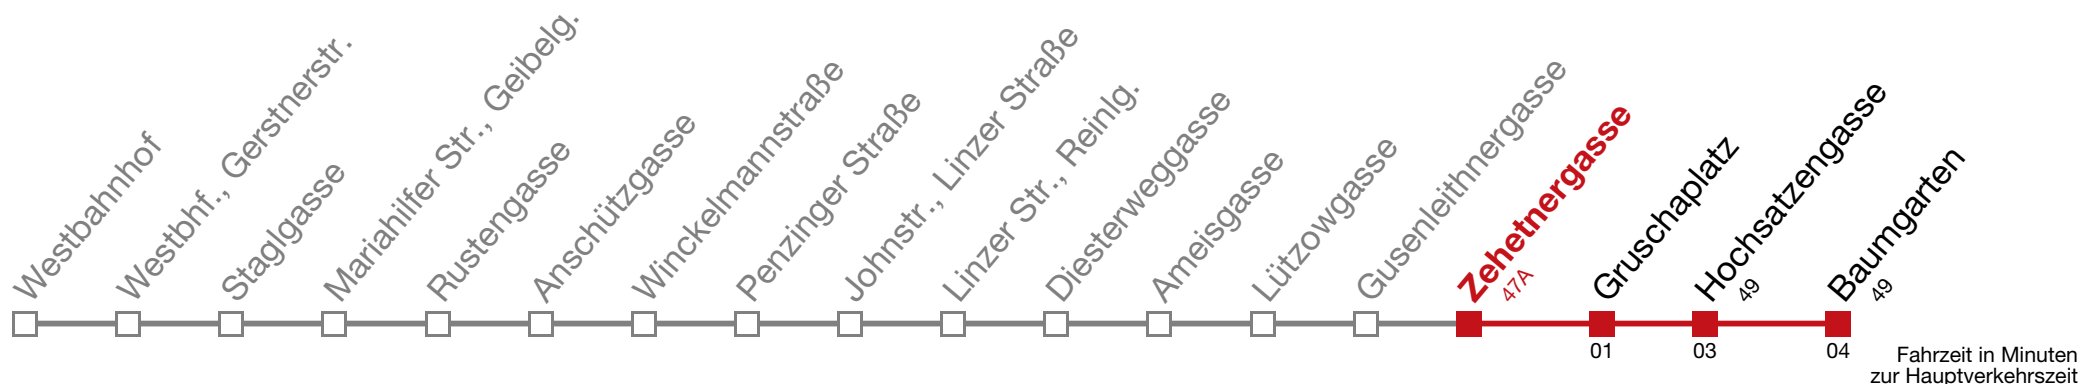 Westbahnhof
Westbhf., Gerstnerstr.
Staglgasse
Mariahilfer Str., Geibelg.
Rustengasse
Anschützgasse
Winckelmannstraße
Penzinger Straße
Johnstr., Linzer Straße
Linzer Str., Reinlg.
Diesterweggasse
Ameisgasse
Lützowgasse
Gusenleithnergasse
Zehetnergasse
47A
Gruschaplatz
Hochsatzengasse
49
Baumgarten
49
01
03
04
Fahrzeit in Minuten
zur Hauptverkehrszeit